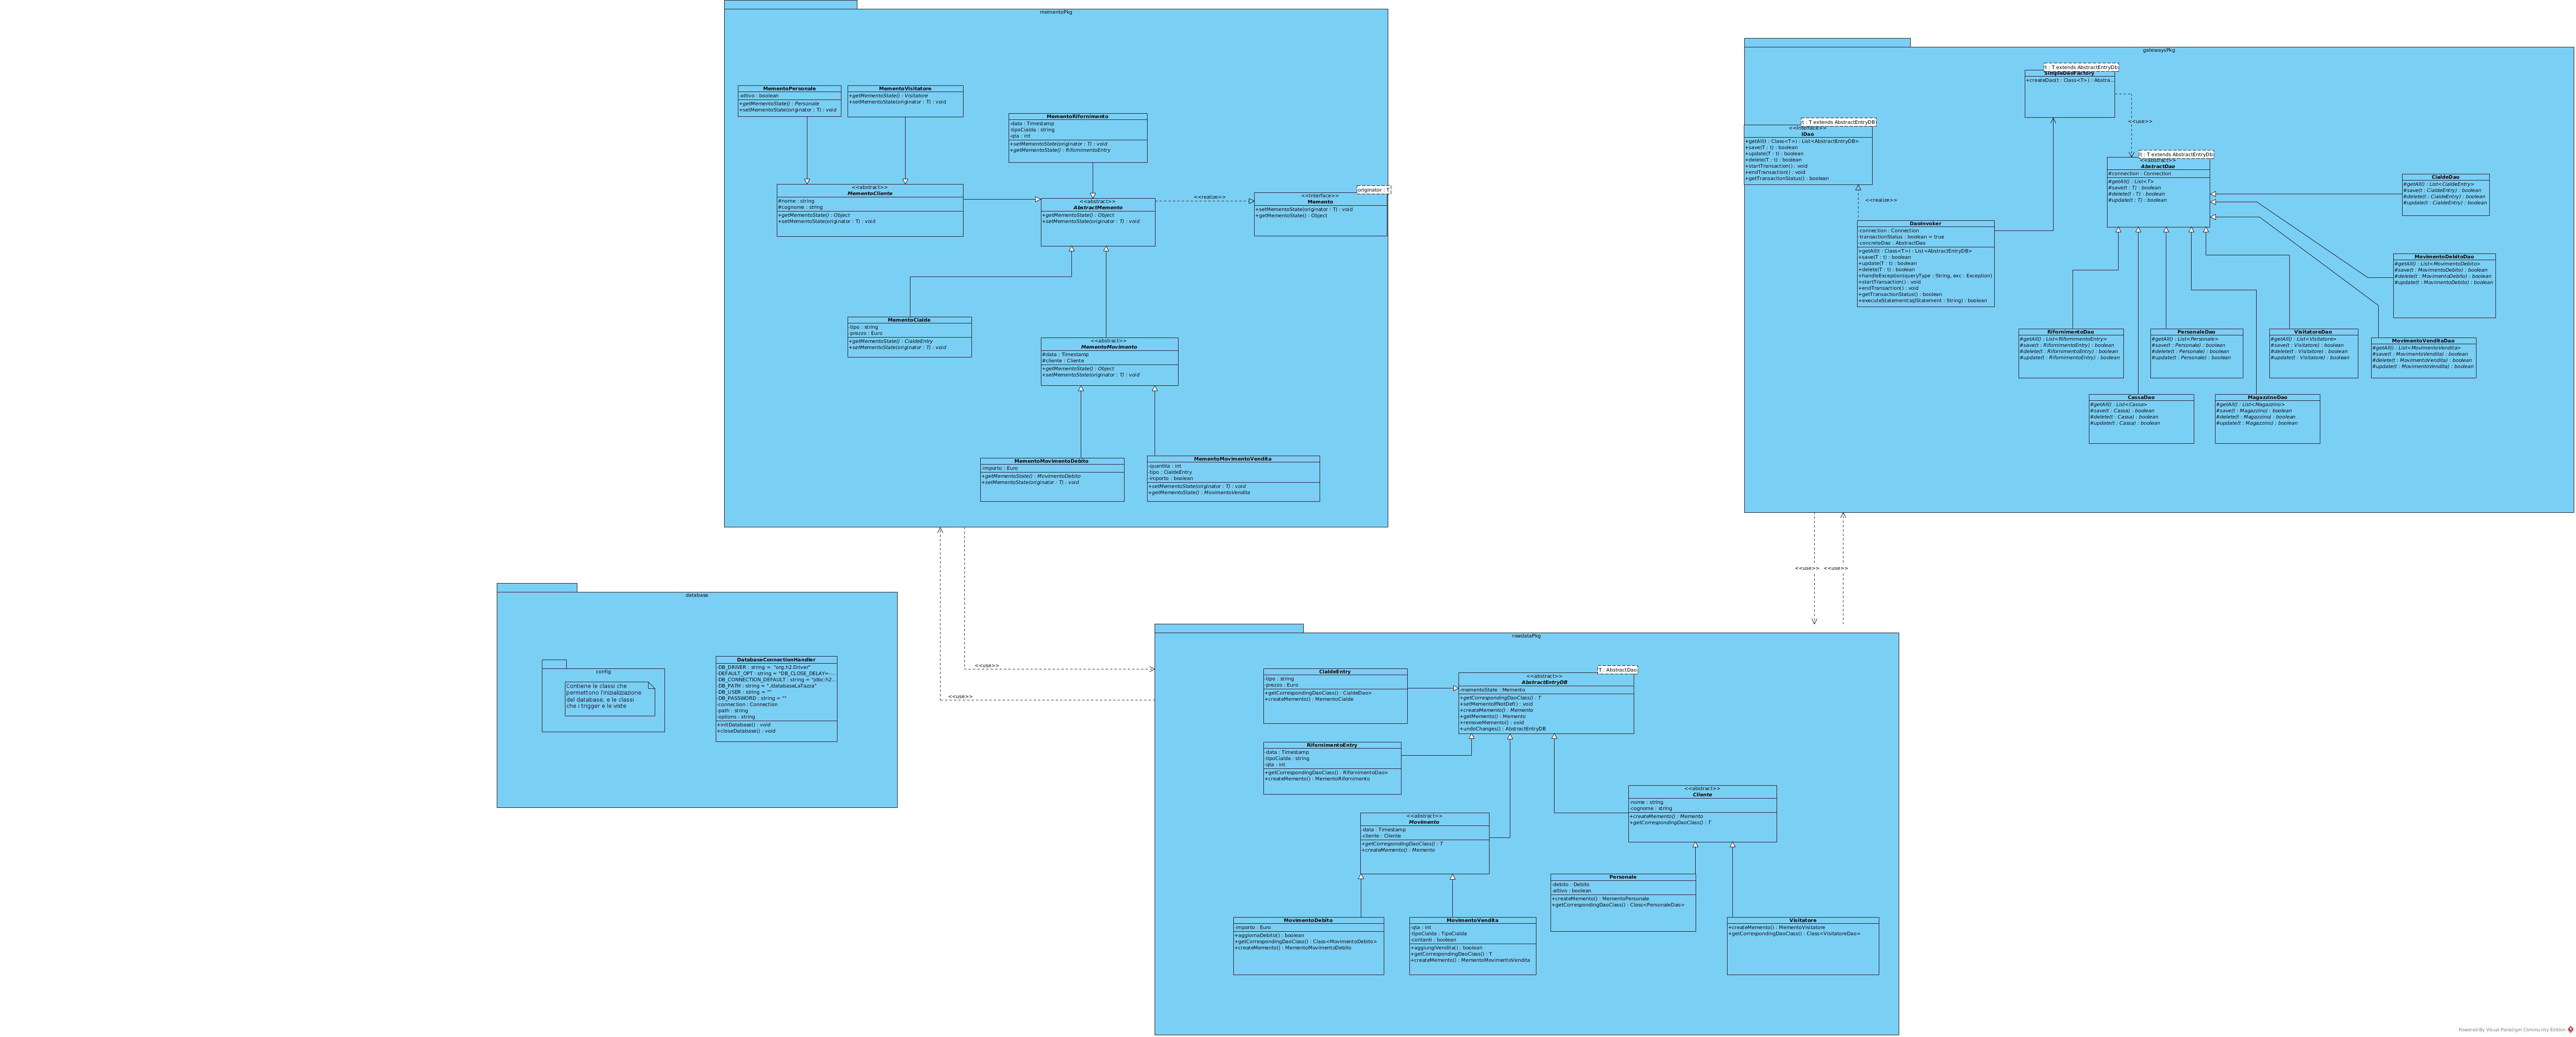 mementoPkg
MementoPersonale
-attivo : boolean
+getMementoState() : Personale
+setMementoState(originator : T) : void
MementoVisitatore
+getMementoState() : Visitatore
+setMementoState(originator : T) : void
MementoRifornimento
-data : Timestamp
-tipoCialda : string
-qta : int
+setMementoState(originator : T) : void
+getMementoState() : RifornimentoEntry
<<abstract>>
MementoCliente
#nome : string
#cognome : string
+getMementoState() : Object
+setMementoState(originator : T) : void
<<abstract>>
AbstractMemento
+getMementoState() : Object
+setMementoState(originator : T) : void
<<realize>>
originator : T
<<Interface>>
Memento
+setMementoState(originator : T) : void
+getMementoState() : Object
MementoCialde
-tipo : string
-prezzo : Euro
+getMementoState() : CialdeEntry
+setMementoState(originator : T) : void
<<abstract>>
MementoMovimento
#data : Timestamp
#cliente : Cliente
+getMementoState() : Object
+setMementoState(originator : T) : void
MementoMovimentoDebito
-importo : Euro
+getMementoState() : MovimentoDebito
+setMementoState(originator : T) : void
MementoMovimentoVendita
-quantita : int
-tipo : CialdeEntry
-importo : boolean
+setMementoState(originator : T) : void
+getMementoState() : MovimentoVendita
gatewaysPkg
t : T extends AbstractEntryDb
SimpleDaoFactory
+createDao(t : Class<T>) : Abstra...
<<use>>
t : T extends AbstractEntryDB
<<Interface>>
IDao
+getAll(t : Class<T>) : List<AbstractEntryDB>
+save(T : t) : boolean
+update(T : t) : boolean
+delete(T : t) : boolean
+startTransaction() : void
+endTransaction() : void
+getTransactionStatus() : boolean
<<realize>>
DaoInvoker
-connection : Connection
-transactionStatus : boolean = true
-concreteDao : AbstractDao
+getAll(t : Class<T>) : List<AbstractEntryDB>
+save(T : t) : boolean
+update(T : t) : boolean
+delete(T : t) : boolean
+handleException(queryType : String, exc : Exception)
+startTransaction() : void
+endTransaction() : void
+getTransactionStatus() : boolean
+executeStatement(sqlStatement : String) : boolean
t : T extends AbstractEntryDb
<<abstract>>
AbstractDao
#connection : Connection
#getAll() : List<T>
#save(t : T) : boolean
#delete(t : T) : boolean
#update(t : T) : boolean
CialdeDao
#getAll() : List<CialdeEntry>
#save(t : CialdeEntry) : boolean
#delete(t : CialdeEntry) : boolean
#update(t : CialdeEntry) : boolean
MovimentoDebitoDao
#getAll() : List<MovimentoDebito>
#save(t : MovimentoDebito) : boolean
#delete(t : MovimentoDebito) : boolean
#update(t : MovimentoDebito) : boolean
RifornimentoDao
#getAll() : List<RifornimentoEntry>
#save(t : RifornimentoEntry) : boolean
#delete(t : RifornimentoEntry) : boolean
#update(t : RifornimentoEntry) : boolean
PersonaleDao
#getAll() : List<Personale>
#save(t : Personale) : boolean
#delete(t : Personale) : boolean
#update(t : Personale) : boolean
VisitatoreDao
#getAll() : List<Visitatore>
#save(t : Visitatore) : boolean
#delete(t : Visitatore) : boolean
#update(t : Visitatore) : boolean
MovimentoVenditaDao
#getAll() : List<MovimentoVendita>
#save(t : MovimentoVendita) : boolean
#delete(t : MovimentoVendita) : boolean
#update(t : MovimentoVendita) : boolean
CassaDao
#getAll() : List<Cassa>
#save(t : Cassa) : boolean
#delete(t : Cassa) : boolean
#update(t : Cassa) : boolean
MagazzinoDao
#getAll() : List<Magazzino>
#save(t : Magazzino) : boolean
#delete(t : Magazzino) : boolean
#update(t : Magazzino) : boolean
<<use>>
<<use>>
database
config
Contiene le classi che
permettono l'inizializazione
del database, e le classi
che i trigger e le viste
DatabaseConnectionHandler
-DB_DRIVER : string = "org.h2.Driver"
-DEFAULT_OPT : string = "DB_CLOSE_DELAY=-...
-DB_CONNECTION_DEFAULT : string = "jdbc:h2...
-DB_PATH : string = "./databaseLaTazza"
-DB_USER : string = ""
-DB_PASSWORD : string = ""
-connection : Connection
-path : string
-options : string
+initDatabase() : void
+closeDatabase() : void
<<use>>
<<use>>
rowdataPkg
CialdeEntry
-tipo : string
-prezzo : Euro
+getCorrespondingDaoClass() : CialdeDao
+createMemento() : MementoCialde
T : AbstractDao
<<abstract>>
AbstractEntryDB
-mementoState : Memento
+getCorrespondingDaoClass() : T
+setMementoIfNotDef() : void
+createMemento() : Memento
+getMemento() : Memento
+removeMemento() : void
+undoChanges() : AbstractEntryDB
RifornimentoEntry
-data : Timestamp
-tipoCialda : string
-qta : int
+getCorrespondingDaoClass() : RifornimentoDao>
+createMemento() : MementoRifornimento
<<abstract>>
Cliente
-nome : string
-cognome : string
+createMemento() : Memento
+getCorrespondingDaoClass() : T
<<abstract>>
Movimento
-data : Timestamp
-cliente : Cliente
+getCorrespondingDaoClass() : T
+createMemento() : Memento
Personale
-debito : Debito
-attivo : boolean
+createMemento() : MementoPersonale
+getCorrespondingDaoClass() : Class<PersonaleDao>
MovimentoDebito
-importo : Euro
+aggiornaDebito() : boolean
+getCorrespondingDaoClass() : Class<MovimentoDebito>
+createMemento() : MementoMovimentoDebito
MovimentoVendita
-qta : int
-tipoCialda : TipoCialda
-contanti : boolean
+aggiungiVendita() : boolean
+getCorrespondingDaoClass() : T
+createMemento() : MementoMovimentoVendita
Visitatore
+createMemento() : MementoVisitatore
+getCorrespondingDaoClass() : Class<VisitatoreDao>
Powered By Visual Paradigm Community Edition